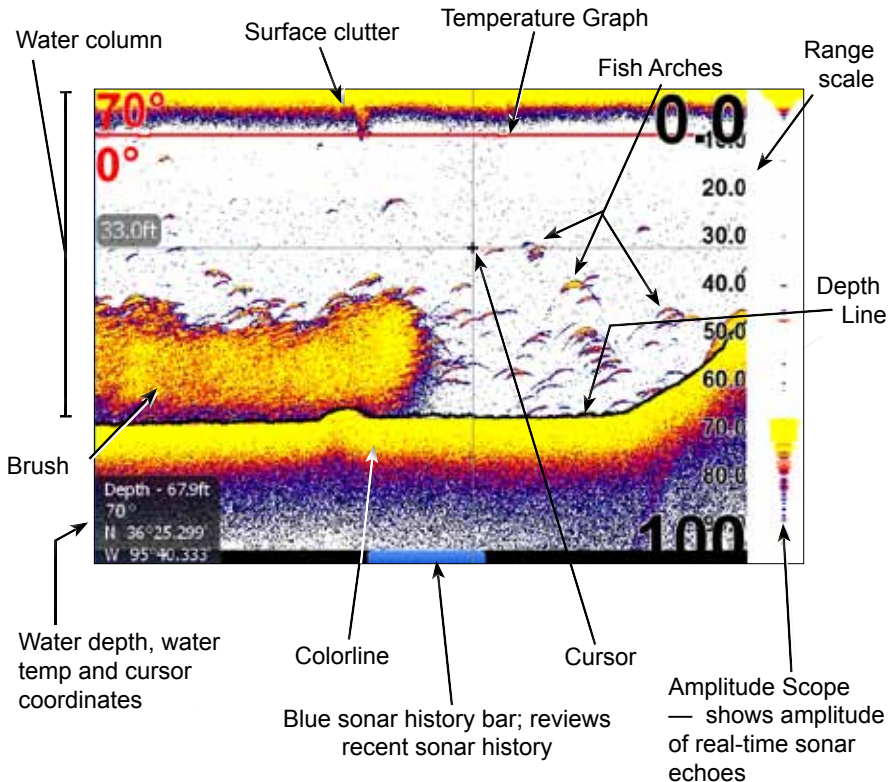 Water column
Surface clutter
Temperature Graph
Fish Arches
Range
scale
70°
0°
0.0
10.0
20.0
33.0ft
30.0
40.0
Depth
Line
50.0
60.0
70.0
Brush
80.0
Depth - 67.9ft
70°
N 36°25.299'
W 95°40.333'
100
Water depth, water
temp and cursor
coordinates
Colorline
Cursor
Blue sonar history bar; reviews
recent sonar history
Amplitude Scope
— shows amplitude
of real-time sonar
echoes